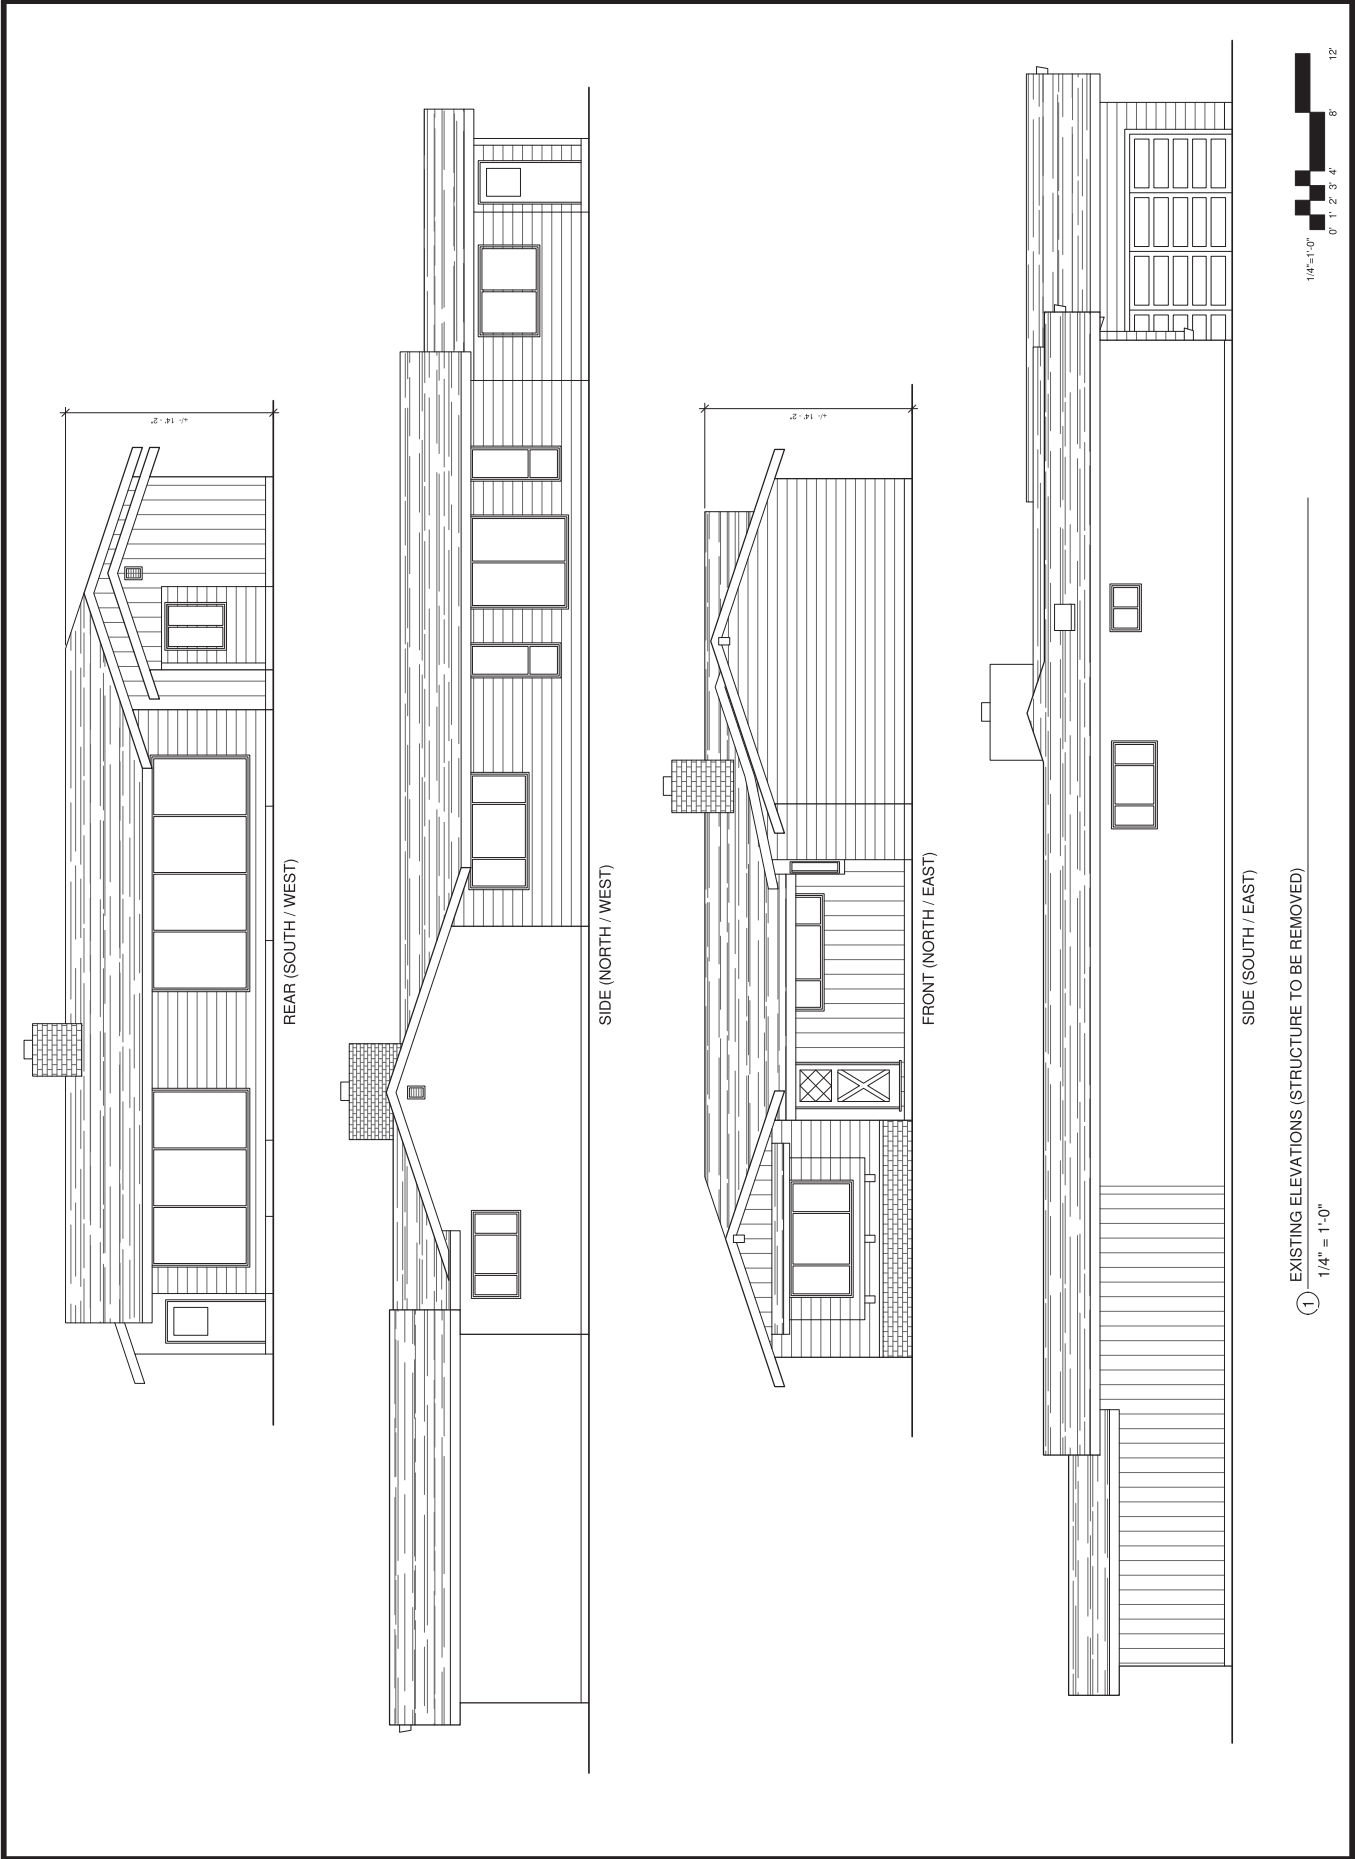 +/- 14' - 2"
REAR (SOUTH / WEST)
SIDE (NORTH / WEST)
+/- 14' - 2"
FRONT (NORTH / EAST)
SIDE (SOUTH / EAST)
1 EXISTING ELEVATIONS (STRUCTURE TO BE REMOVED)
1/4" = 1'-0"
1/4"=1'-0"
0' 1' 2' 3' 4' 8' 12'